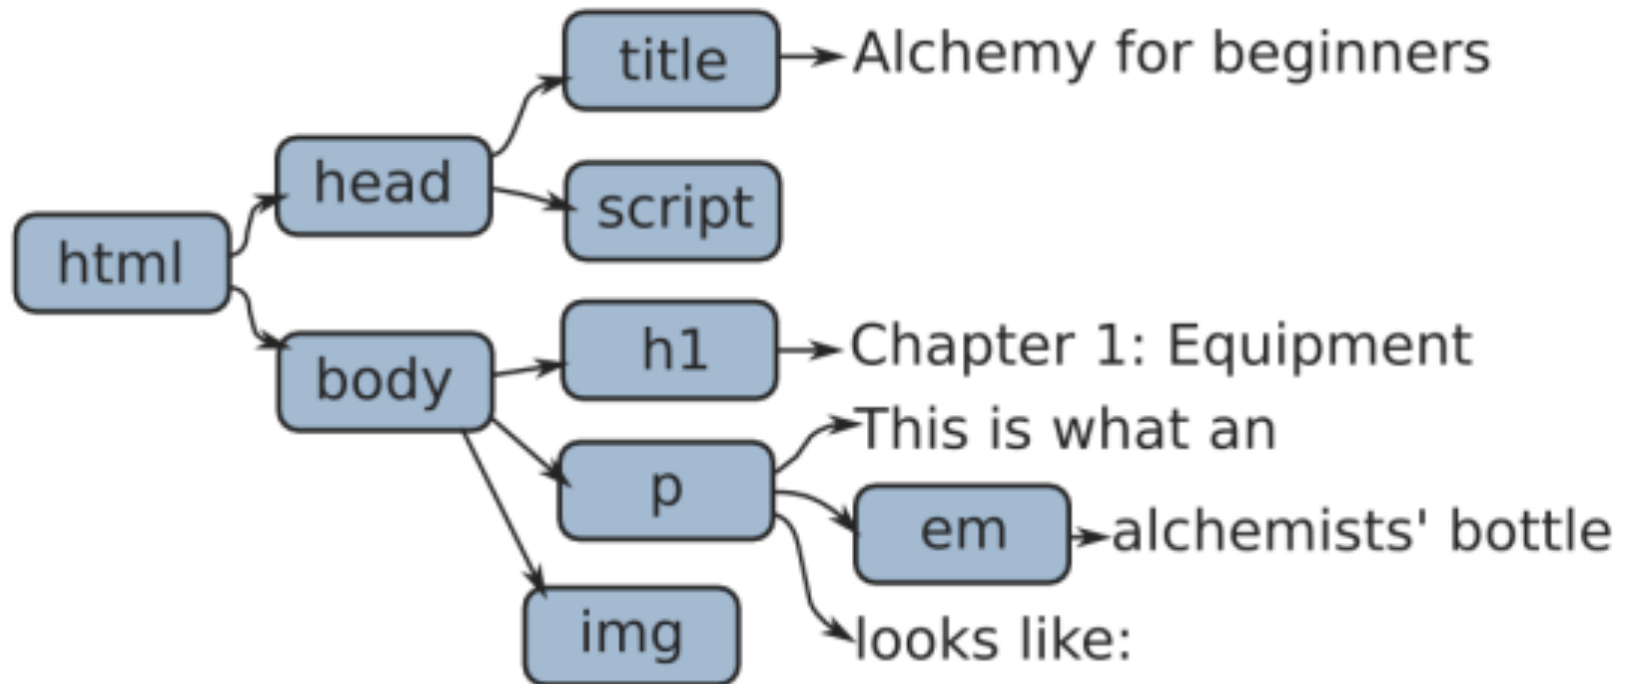 title
Alchemy for beginners
head
script
html
h1
Chapter 1: Equipment
body
This is what an
p
em
alchemists' bottle
img
looks like: